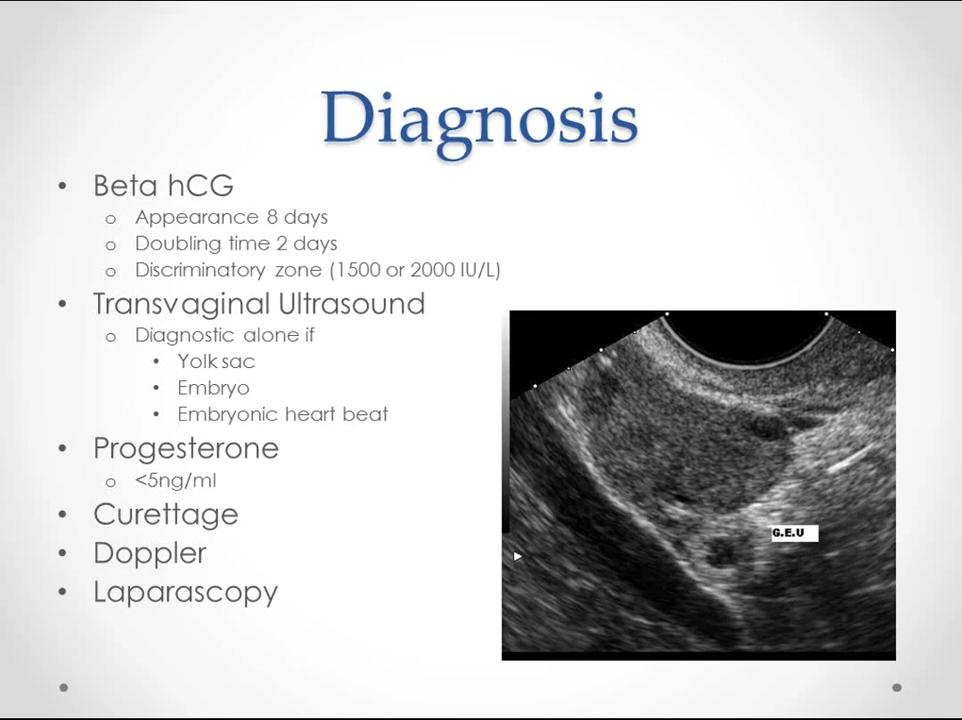 Diagnosis
• Beta hCG
o Appearance 8 days
o Doubling time 2 days
o Discriminatory zone (1500 or 2000 IU/L)
• Transvaginal Ultrasound
o Diagnostic alone if
• Yolk sac
• Embryo
• Embryonic heart beat
• Progesterone
o <5ng/ml
• Curettage
• Doppler
• Laparascopy
G.E.U